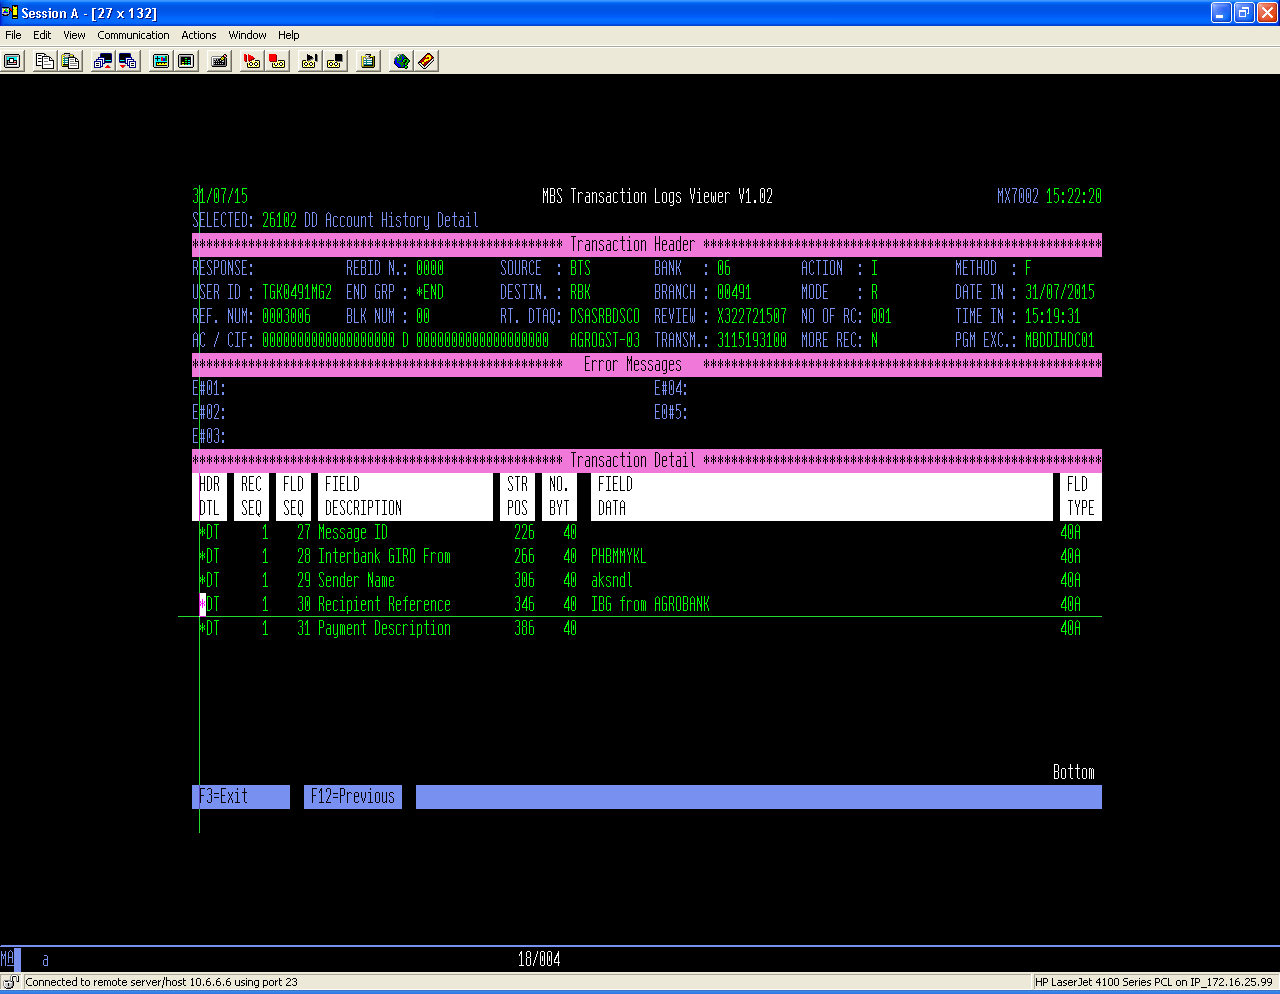 Session A - [27 x 132]
File Edit View Communication Actions Window Help
31/07/15 MBS Transaction Logs Viewer V1.02 MX7002 15:22:20
SELECTED: 26102 DD Account History Detail
***************************************************** Transaction Header *********************************************************
RESPONSE: REBID N.: 0000 SOURCE : BTS BANK : 06 ACTION : I METHOD : F
USER ID : TGK0491MG2 END GRP : *END DESTIN. : RBK BRANCH : 00491 MODE : R DATE IN : 31/07/2015
REF. NUM: 0003006 BLK NUM : 00 RT. DTAQ: DSASRBDSCO REVIEW : X322721507 NO OF RC: 001 TIME IN : 15:19:31
AC / CIF: 0000000000000000000 D 0000000000000000000 AGROGST-03 TRANSM.: 3115193100 MORE REC: N PGM EXC.: MBDDIHDC01
***************************************************** Error Messages *********************************************************
E#01: E#04:
E#02: E0#5:
E#03:
***************************************************** Transaction Detail *********************************************************
HDR REC FLD FIELD STR NO. FIELD FLD
DTL SEQ SEQ DESCRIPTION POS BYT DATA TYPE
*DT 1 27 Message ID 226 40 40A
*DT 1 28 Interbank GIRO From 266 40 PHBMMYKL 40A
*DT 1 29 Sender Name 306 40 aksndl 40A
*DT 1 30 Recipient Reference 346 40 IBG from AGROBANK 40A
*DT 1 31 Payment Description 386 40 40A
Bottom
F3=Exit F12=Previous
MA a 18/004
Connected to remote server/host 10.6.6.6 using port 23 HP LaserJet 4100 Series PCL on IP_172.16.25.99